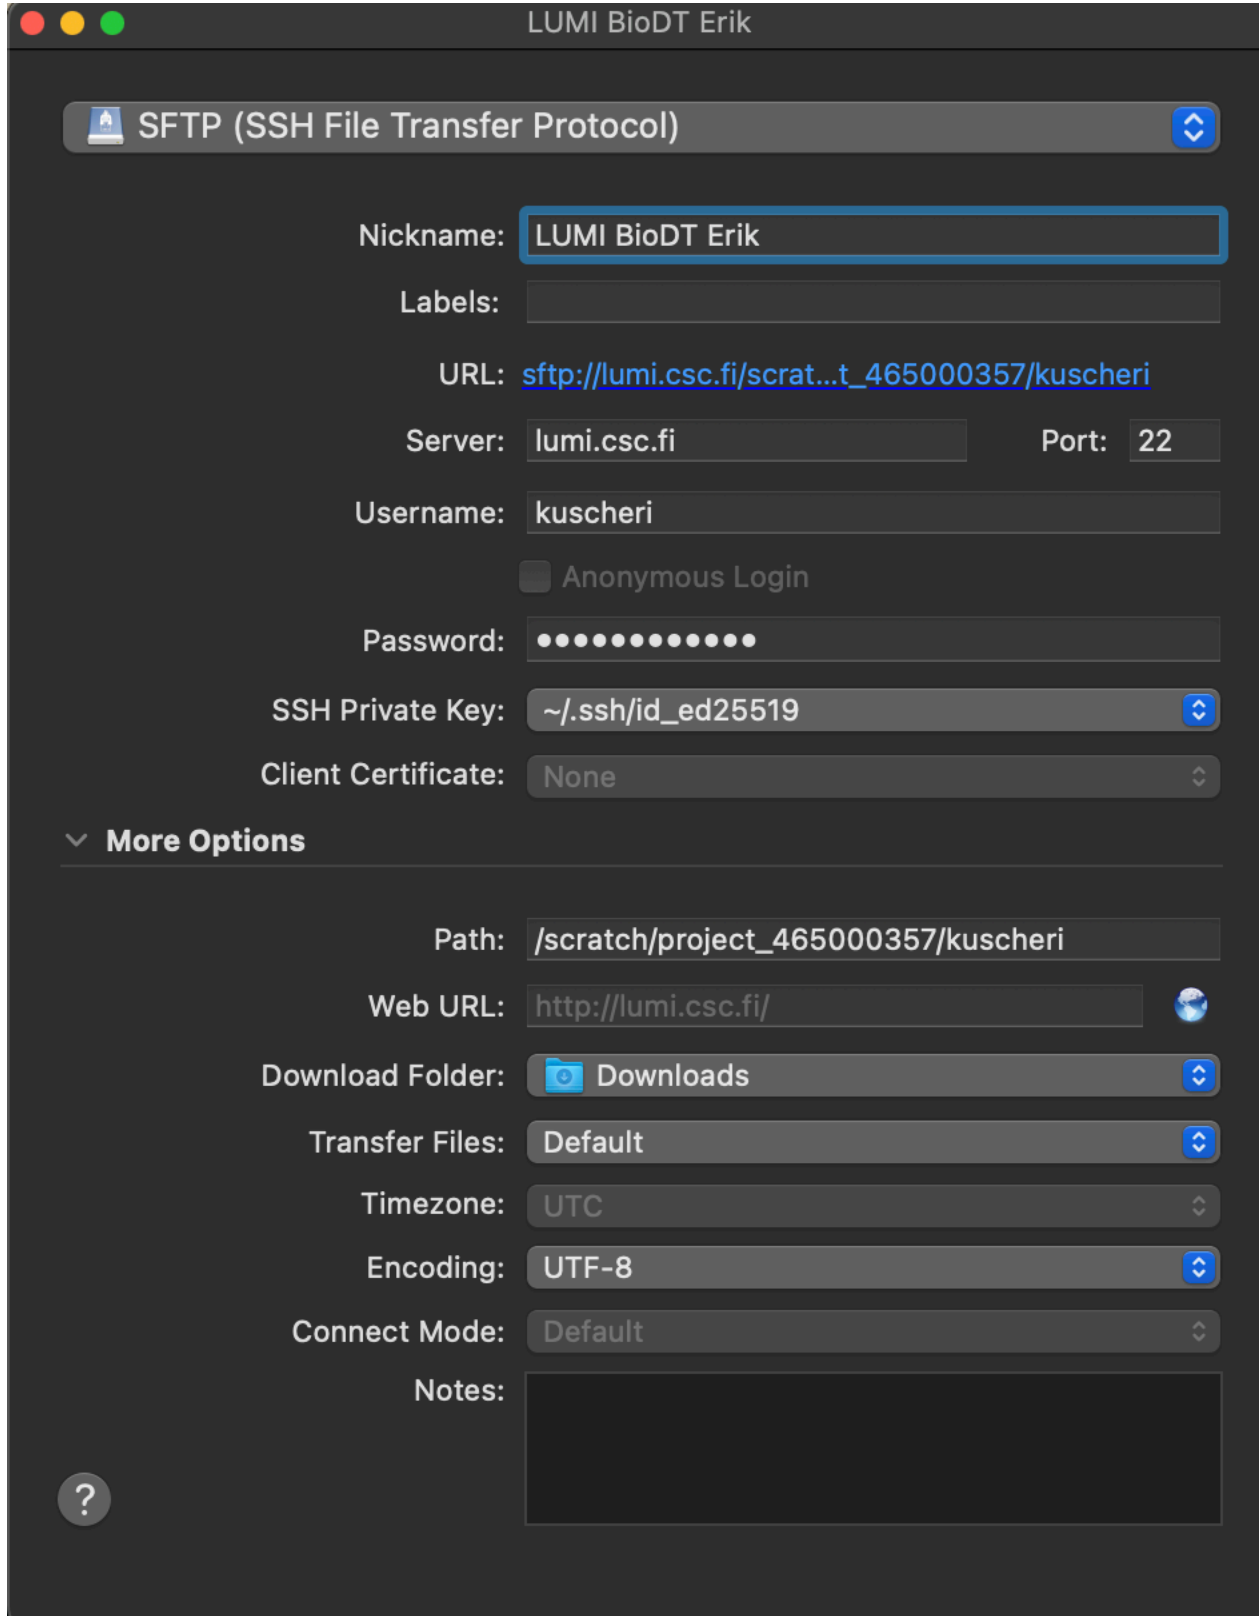 LUMI BioDT Erik
SFTP (SSH File Transfer Protocol)
Nickname: LUMI BioDT Erik
Labels:
URL: sftp://lumi.csc.fi/scrat...t_465000357/kuscheri
Server: lumi.csc.fi Port: 22
Username: kuscheri
Anonymous Login
Password: ●●●●●●●●●●●●
SSH Private Key: ~/.ssh/id_ed25519
Client Certificate: None
More Options
Path: /scratch/project_465000357/kuscheri
Web URL: http://lumi.csc.fi/
Download Folder: Downloads
Transfer Files: Default
Timezone: UTC
Encoding: UTF-8
Connect Mode: Default
Notes:
?